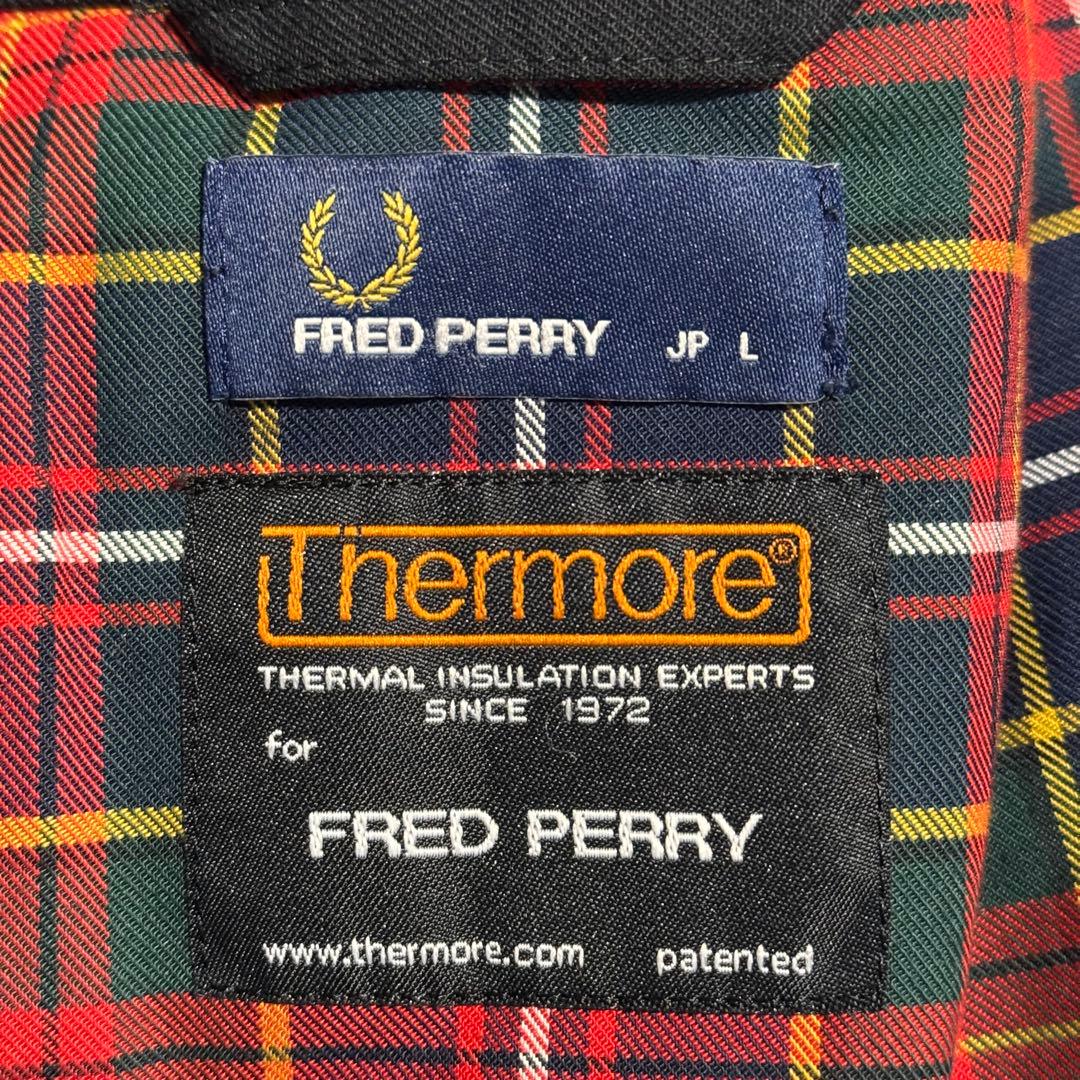 FRED PERRY JP L
Thermore®
THERMAL INSULATION EXPERTS
SINCE 1972
for
FRED PERRY
www.thermore.com patented